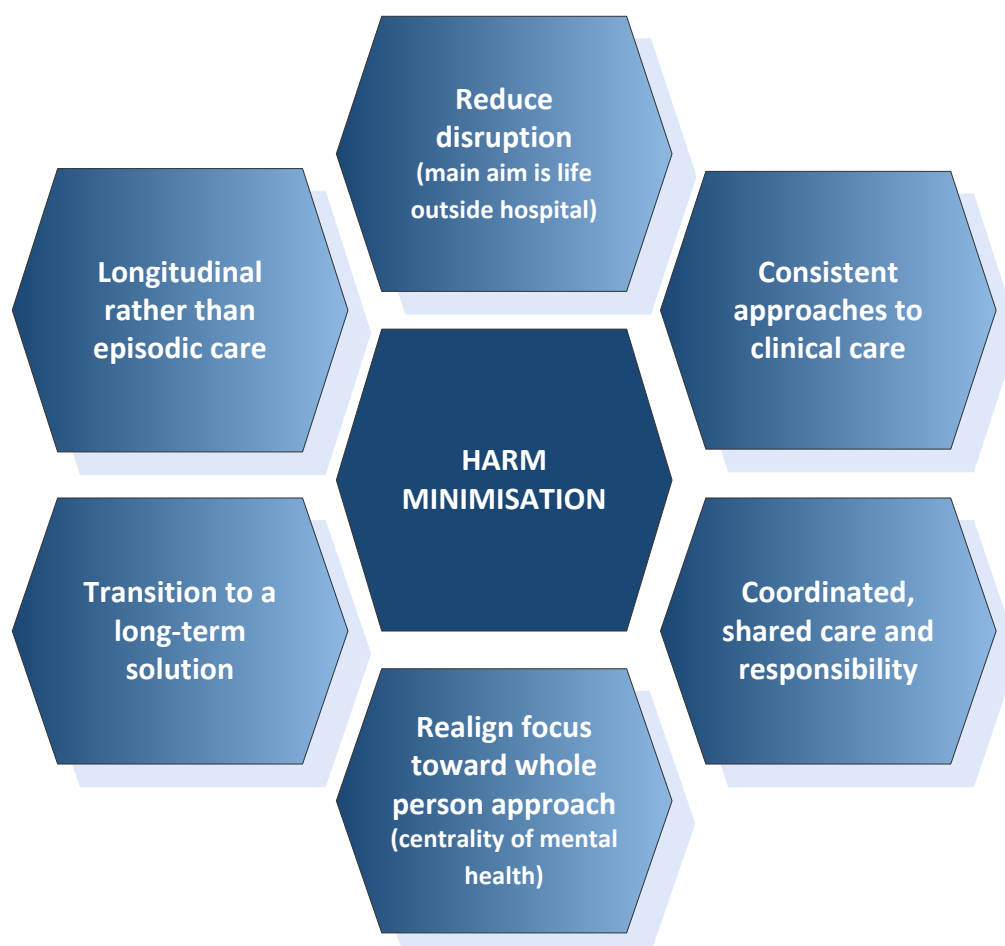 Reduce
disruption
(main aim is life
outside hospital)
Longitudinal
rather than
episodic care
Consistent
approaches to
clinical care
HARM
MINIMISATION
Transition to a
long-term
solution
Coordinated,
shared care and
responsibility
Realign focus
toward whole
person approach
(centrality of mental
health)